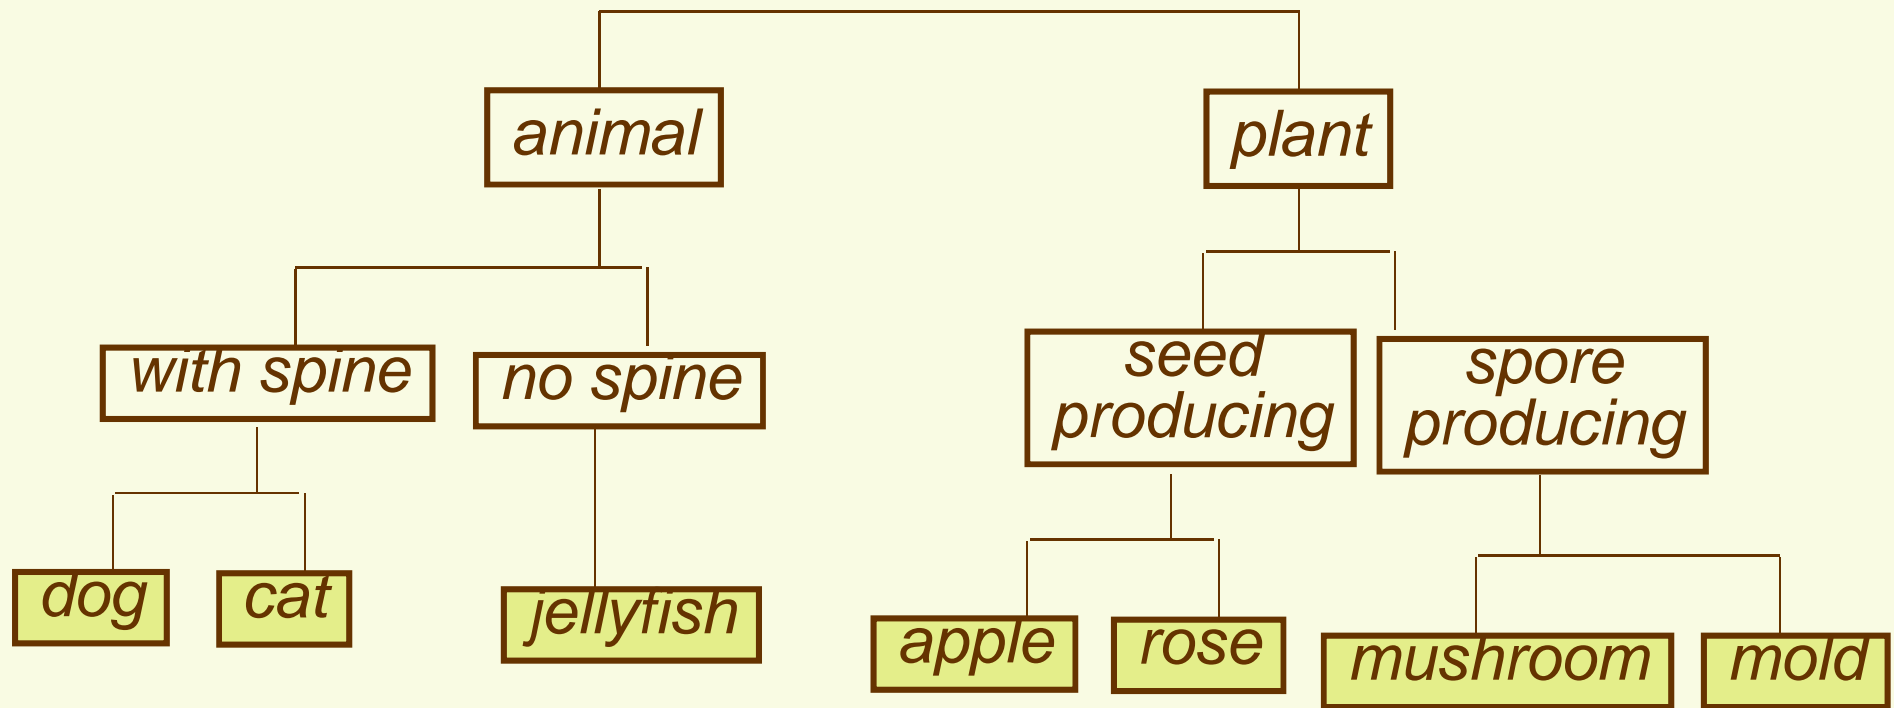 animal
plant
with spine
no spine
seed
producing
spore
producing
dog
cat
jellyfish
apple
rose
mushroom
mold